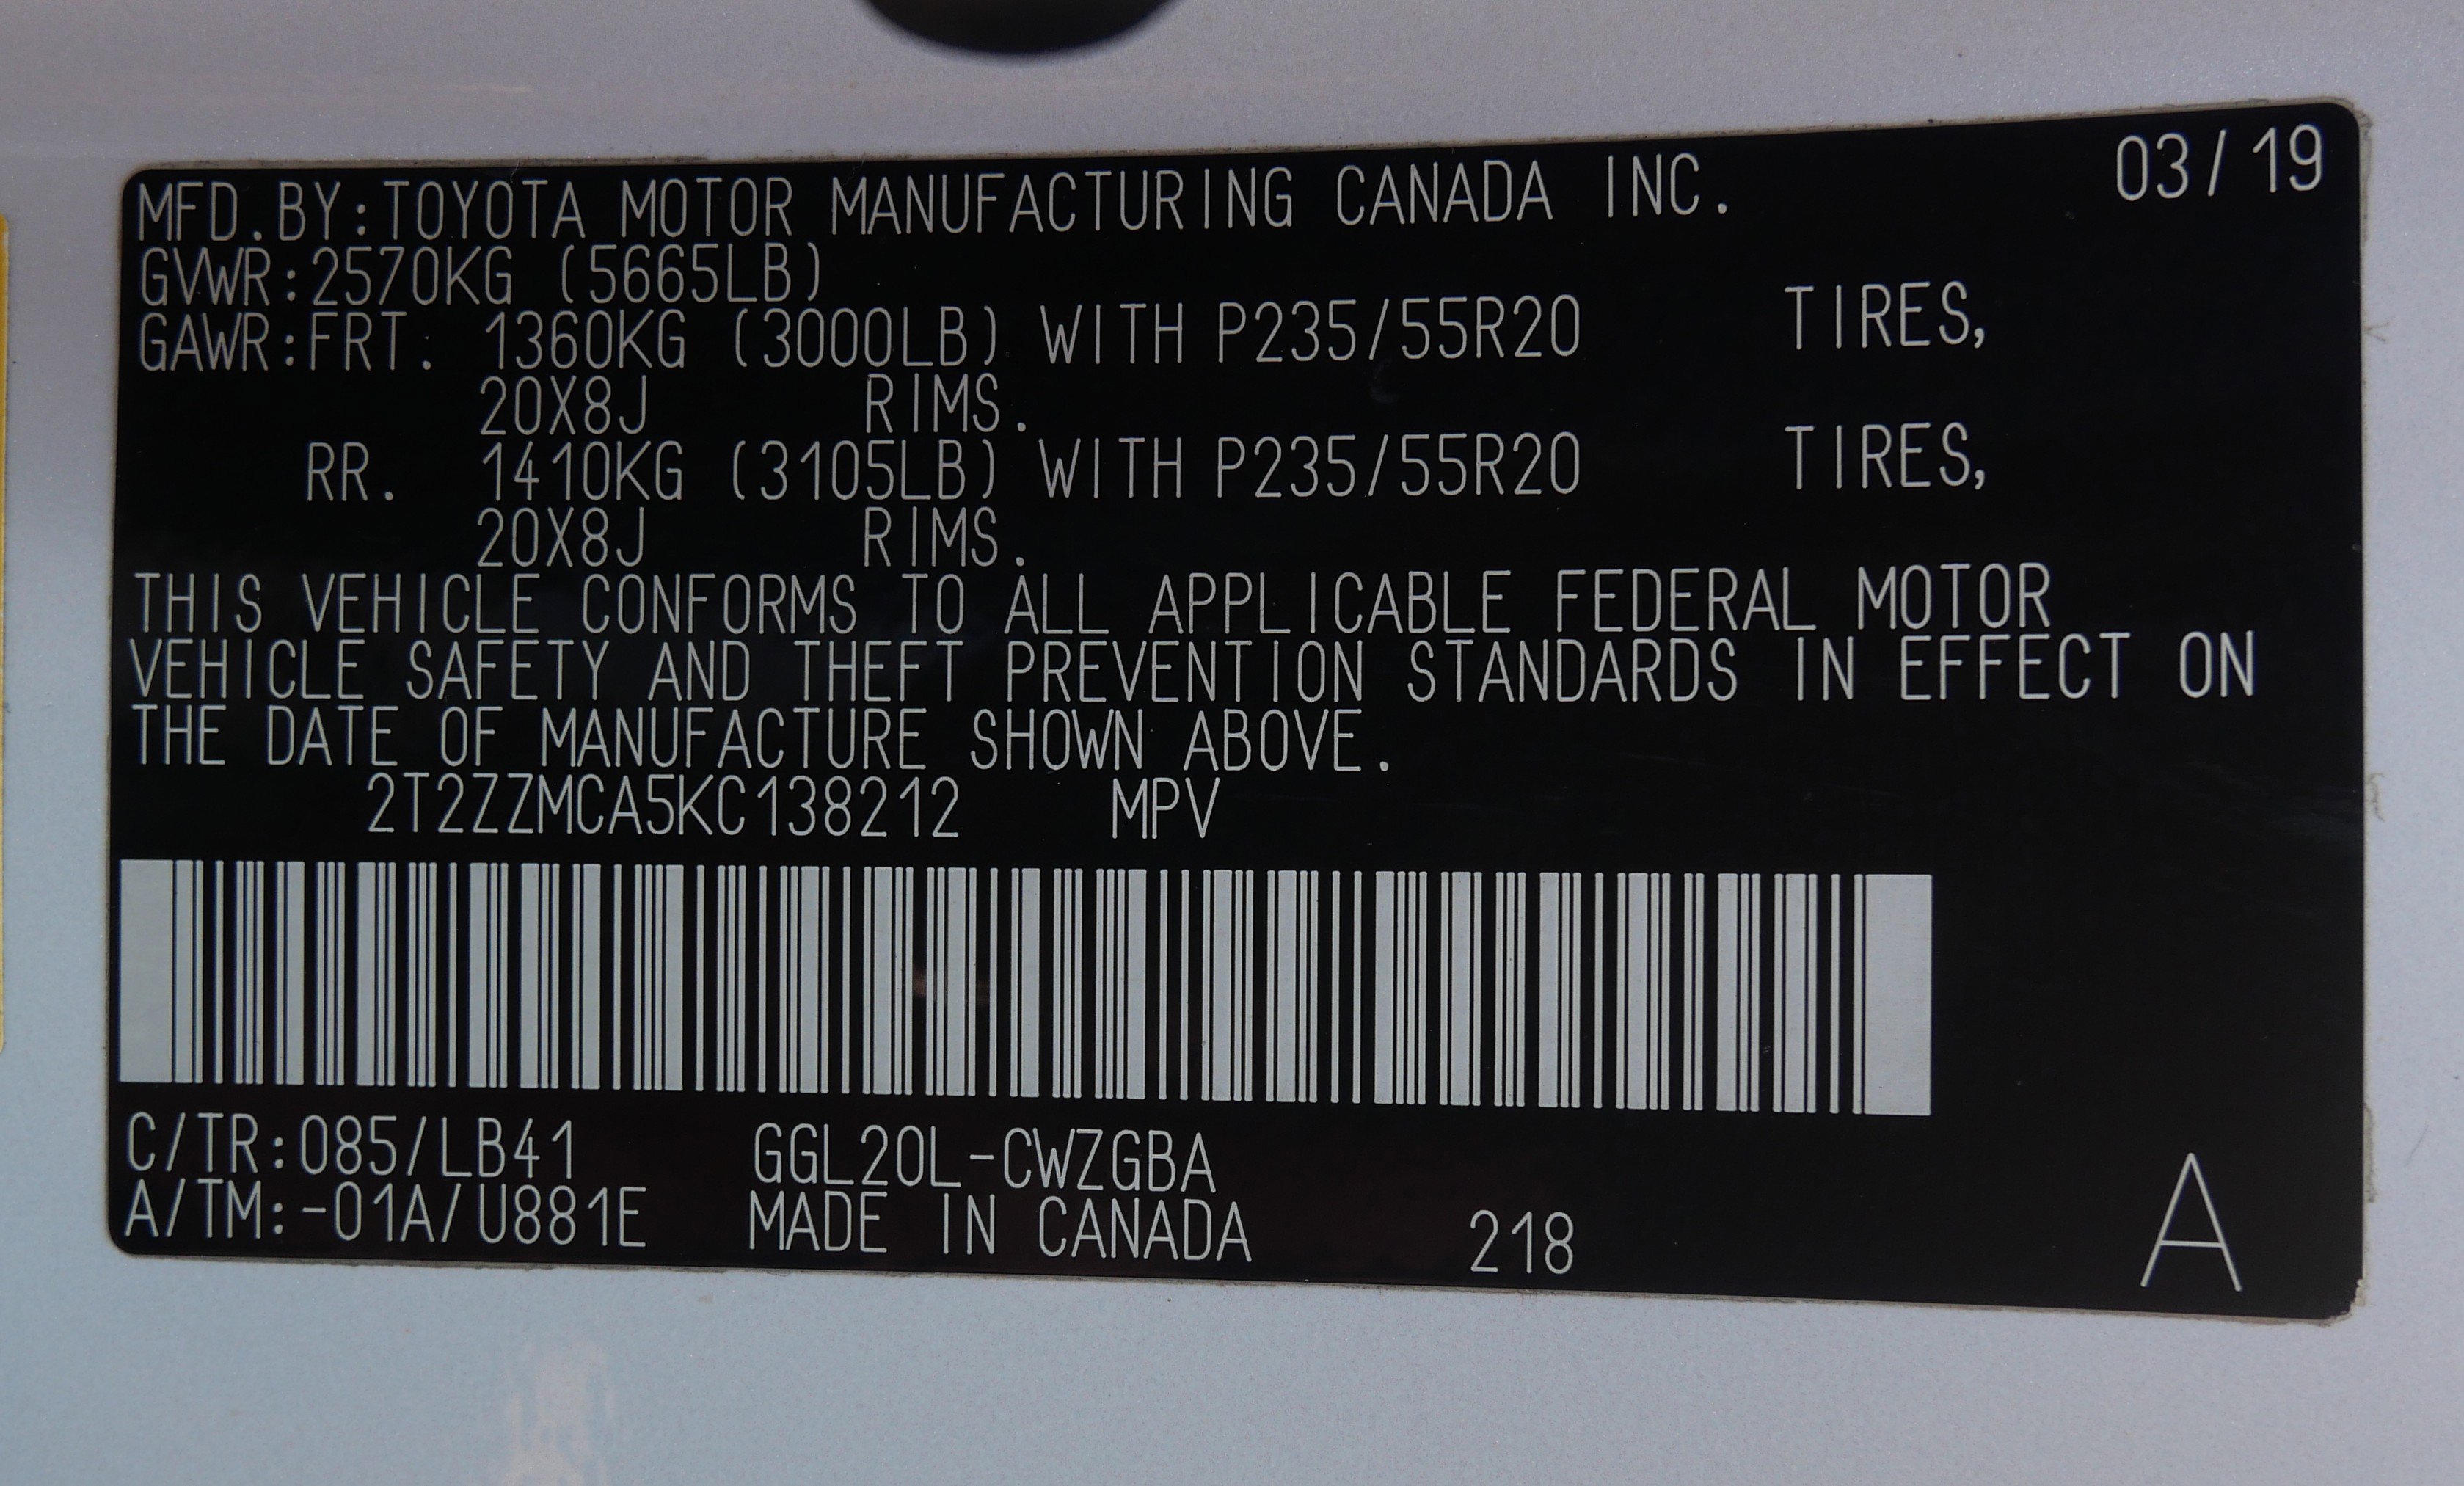 03/19
MFD.BY:TOYOTA MOTOR MANUFACTURING CANADA INC.
GVWR:2570KG (5665LB)
GAWR:FRT. 1360KG (3000LB) WITH P235/55R20 TIRES,
20X8J RIMS.
RR. 1410KG (3105LB) WITH P235/55R20 TIRES,
20X8J RIMS.
THIS VEHICLE CONFORMS TO ALL APPLICABLE FEDERAL MOTOR
VEHICLE SAFETY AND THEFT PREVENTION STANDARDS IN EFFECT ON
THE DATE OF MANUFACTURE SHOWN ABOVE.
2T2ZZMCA5KC138212 MPV
C/TR:085/LB41 GGL20L-CWZGBA
A/TM:-01A/U881E MADE IN CANADA 218 A